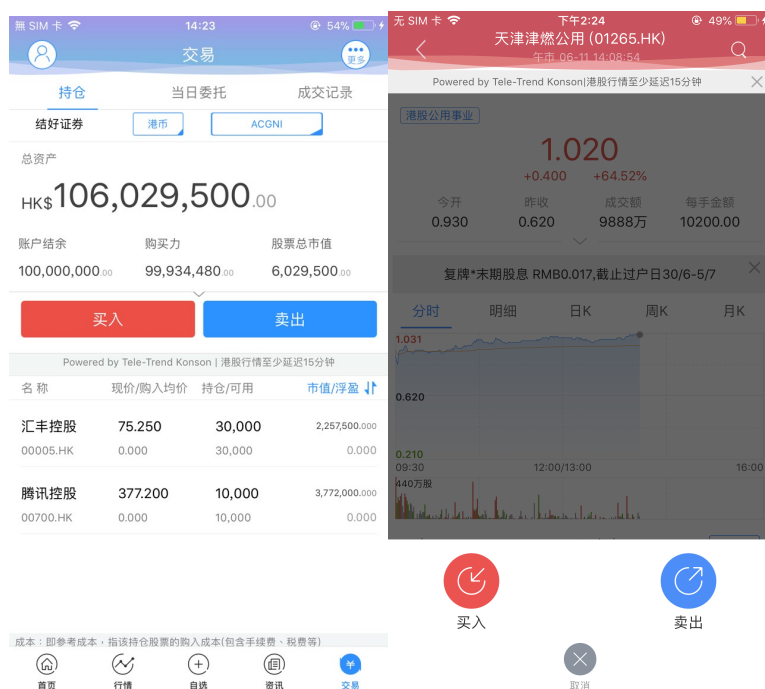 無 SIM 卡 14:23 54%
交易
更多
持仓 当日委托 成交记录
结好证券 港币 ACGNI
总资产
HK$106,029,500.00
账户结余 购买力 股票总市值
100,000,000.00 99,934,480.00 6,029,500.00
买入 卖出
Powered by Tele-Trend Konson | 港股行情至少延迟15分钟
名称 现价/购入均价 持仓/可用 市值/浮盈
汇丰控股 75.250 30,000 2,257,500.000
00005.HK 0.000 30,000 0.000
腾讯控股 377.200 10,000 3,772,000.000
00700.HK 0.000 10,000 0.000
成本：即参考成本，指该持仓股票的购入成本(包含手续费、税费等)
首页 行情 自选 资讯 交易
无 SIM 卡 下午2:24 49%
天津津燃公用 (01265.HK)
午市 06-11 14:08:54
Powered by Tele-Trend Konson|港股行情至少延迟15分钟
港股公用事业
1.020
+0.400 +64.52%
今开 昨收 成交额 每手金额
0.930 0.620 9888万 10200.00
复牌*末期股息 RMB0.017,截止过户日30/6-5/7
分时 明细 日K 周K 月K
1.031
0.620
0.210
09:30 12:00/13:00 16:00
440万股
买入 卖出
取消